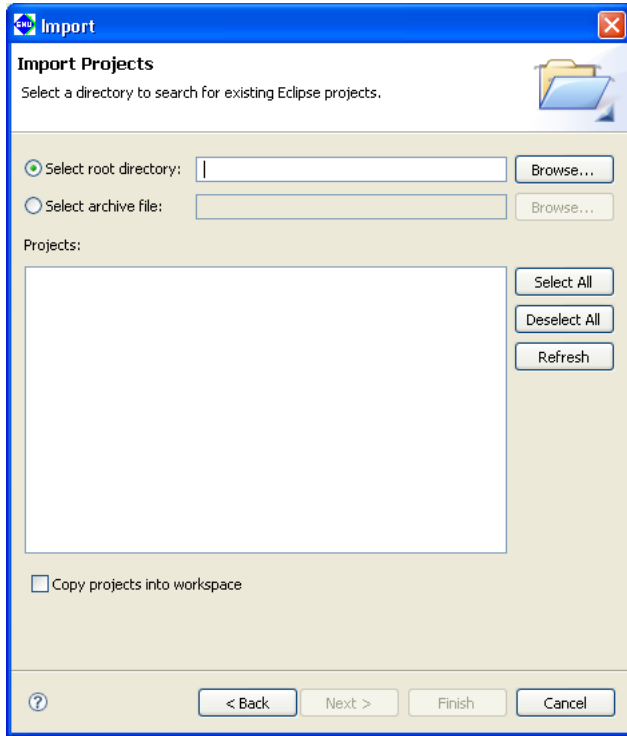 GNU Import
Import Projects
Select a directory to search for existing Eclipse projects.
Select root directory: Browse...
Select archive file: Browse...
Projects:
Select All
Deselect All
Refresh
Copy projects into workspace
? < Back Next > Finish Cancel